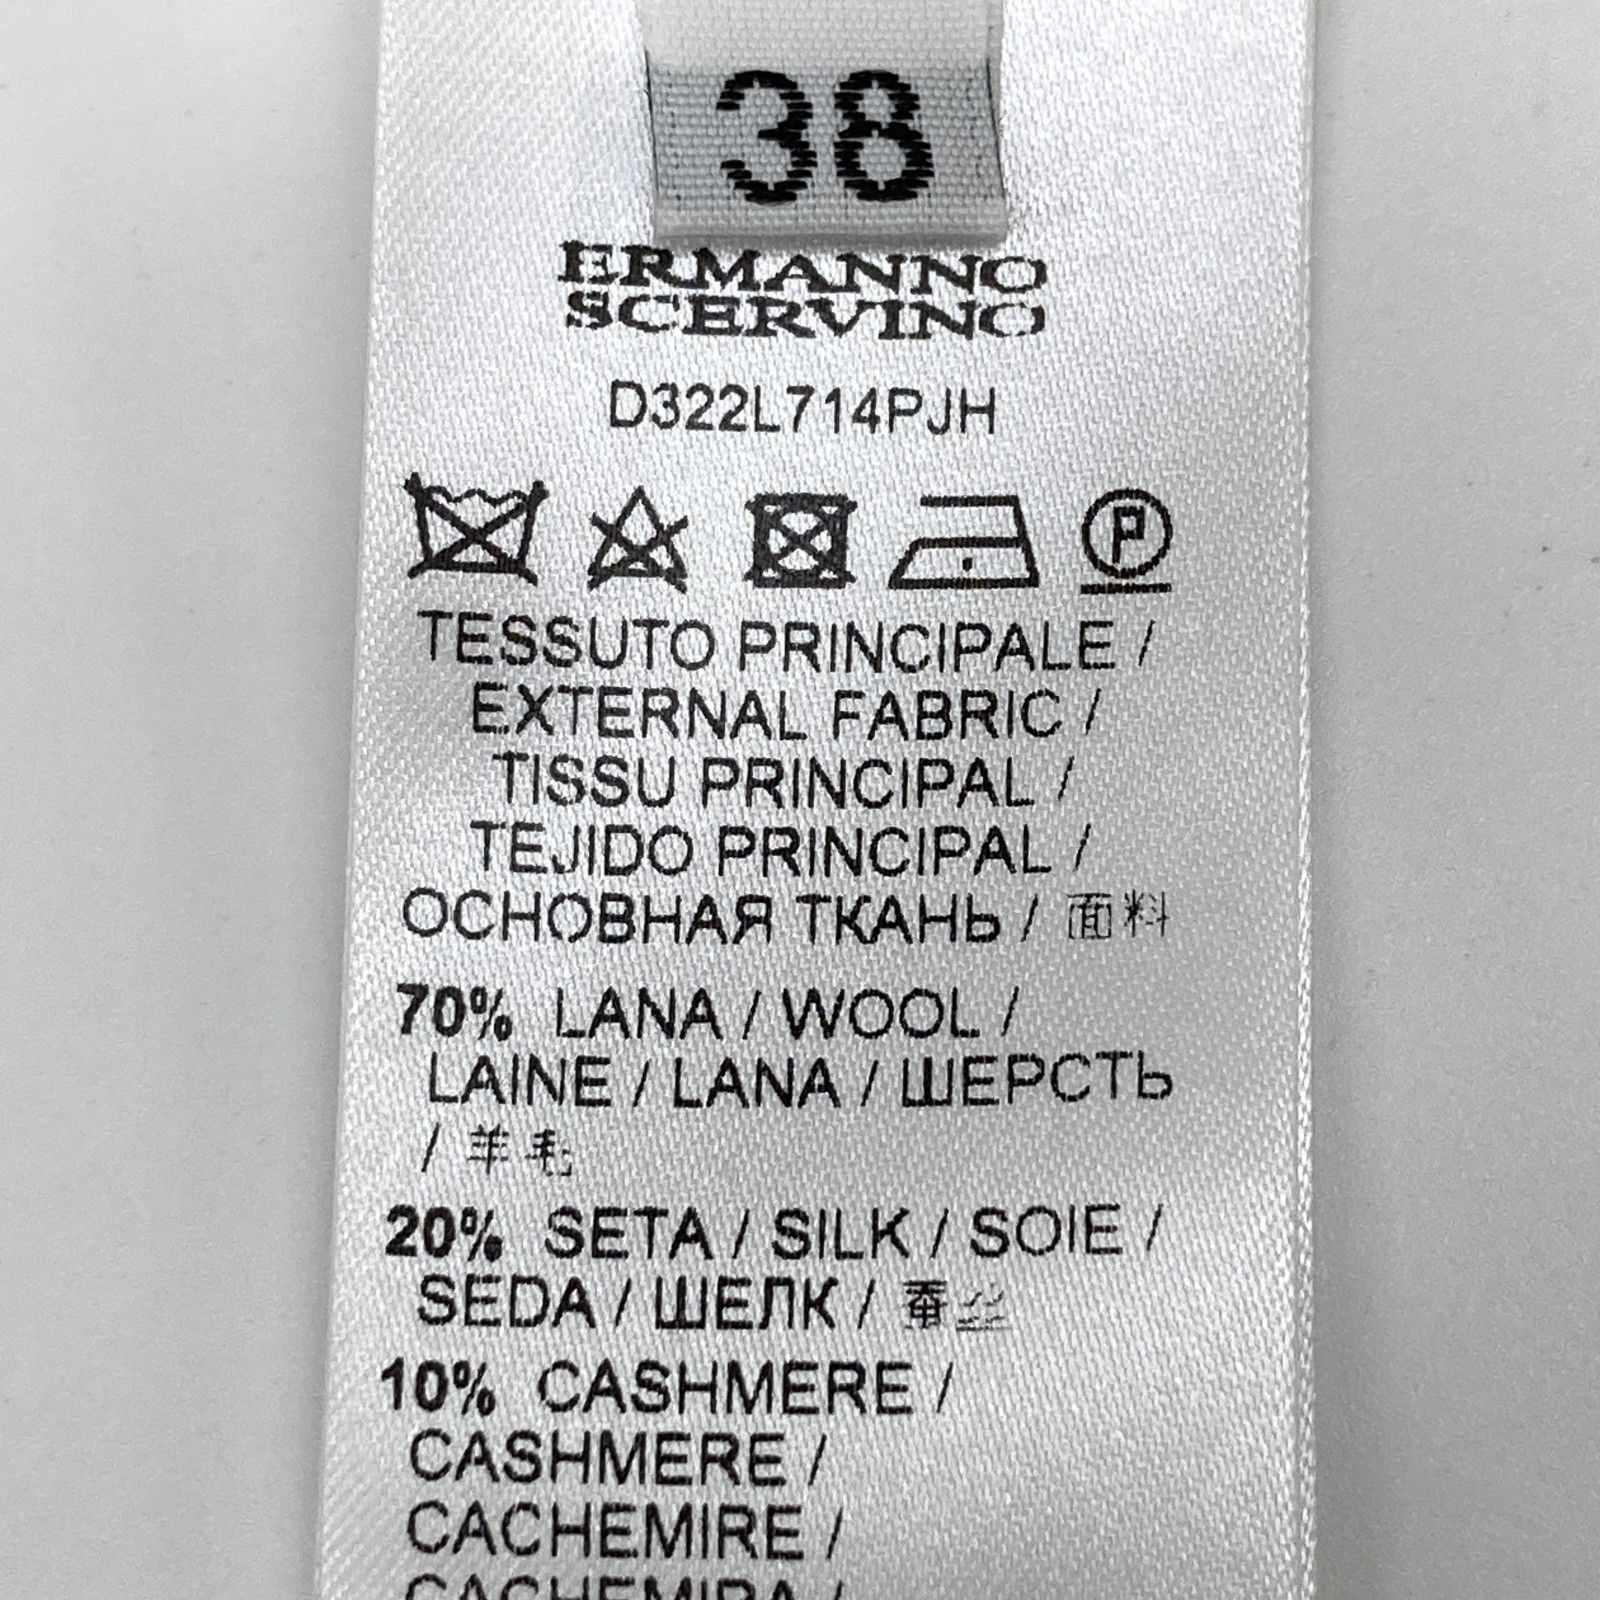 38
ERMANNO
SCERVINO
D322L714PJH
P
TESSUTO PRINCIPALE /
EXTERNAL FABRIC /
TISSU PRINCIPAL /
TEJIDO PRINCIPAL /
ОСНОВНАЯ ТКАНЬ / 面料
70% LANA / WOOL /
LAINE / LANA / ШЕРСТЬ
/ 羊毛
20% SETA / SILK / SOIE /
SEDA / ШЕЛК / 蚕丝
10% CASHMERE /
CASHMERE /
CACHEMIRE /
CACHEMIRA /